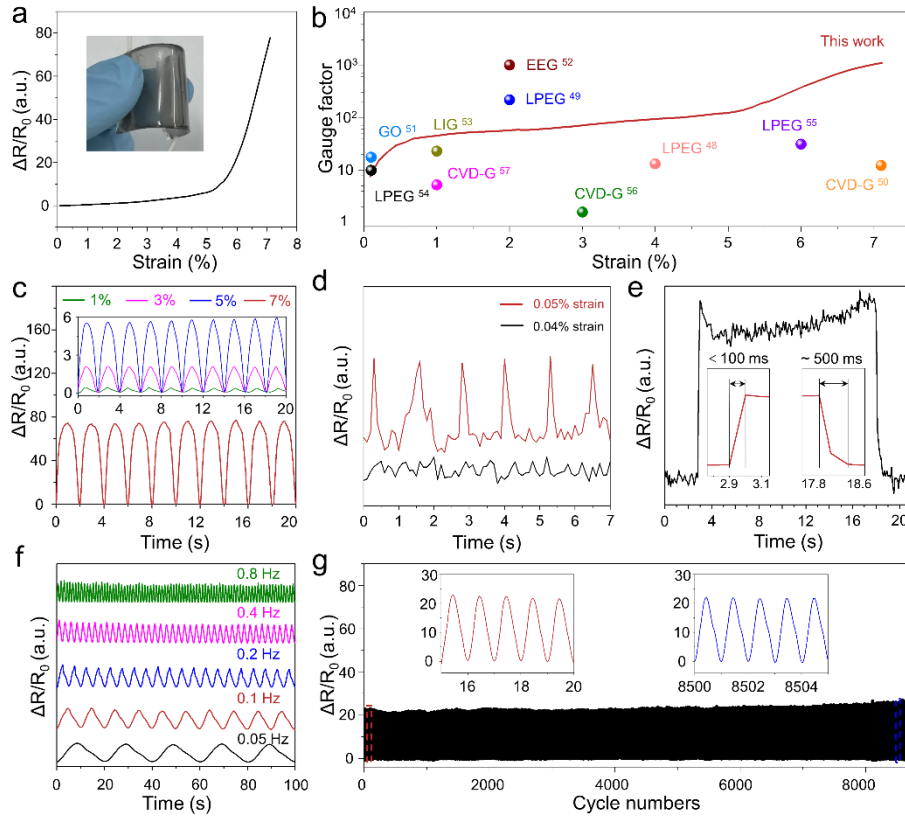 a
ΔR/R0 (a.u.)
80
60
40
20
0
0 1 2 3 4 5 6 7 8
Strain (%)
b
Gauge factor
10³
10²
10
1
This work
EEG 52
LPEG 49
GO 51
LIG 53
LPEG 55
LPEG 48
LPEG 54
CVD-G 57
CVD-G 56
CVD-G 50
0 1 2 3 4 5 6 7
Strain (%)
c
ΔR/R0 (a.u.)
160
120
80
40
0
1% 3% 5% 7%
6
3
0
0 4 8 12 16 20
0 4 8 12 16 20
Time (s)
d
ΔR/R0 (a.u.)
0.05% strain
0.04% strain
0 1 2 3 4 5 6 7
Time (s)
e
ΔR/R0 (a.u.)
< 100 ms
~ 500 ms
2.9 3.1
17.8 18.6
0 4 8 12 16 20
Time (s)
f
ΔR/R0 (a.u.)
0.8 Hz
0.4 Hz
0.2 Hz
0.1 Hz
0.05 Hz
0 20 40 60 80 100
Time (s)
g
ΔR/R0 (a.u.)
80
60
40
20
0
30
20
10
0
16 18 20
30
20
10
0
8500 8502 8504
0 2000 4000 6000 8000
Cycle numbers